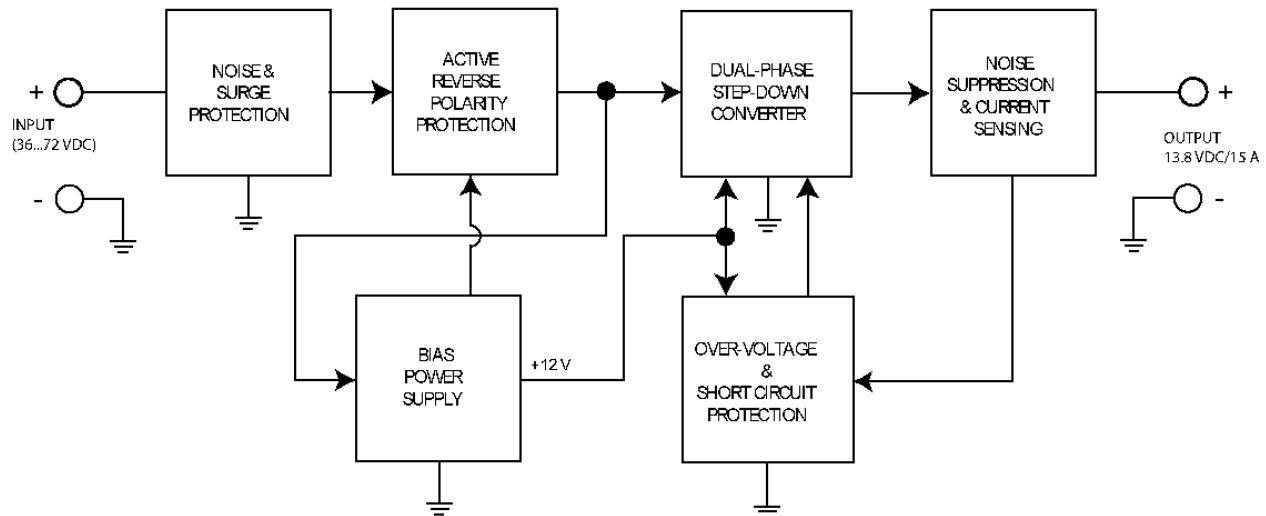 NOISE &
SURGE
PROTECTION
ACTIVE
REVERSE
POLARITY
PROTECTION
DUAL-PHASE
STEP-DOWN
CONVERTER
NOISE
SUPPRESSION
& CURRENT
SENSING
+
INPUT
(36...72 VDC)
-
+
OUTPUT
13.8 VDC/15 A
-
BIAS
POWER
SUPPLY
+12 V
OVER-VOLTAGE
&
SHORT CIRCUIT
PROTECTION